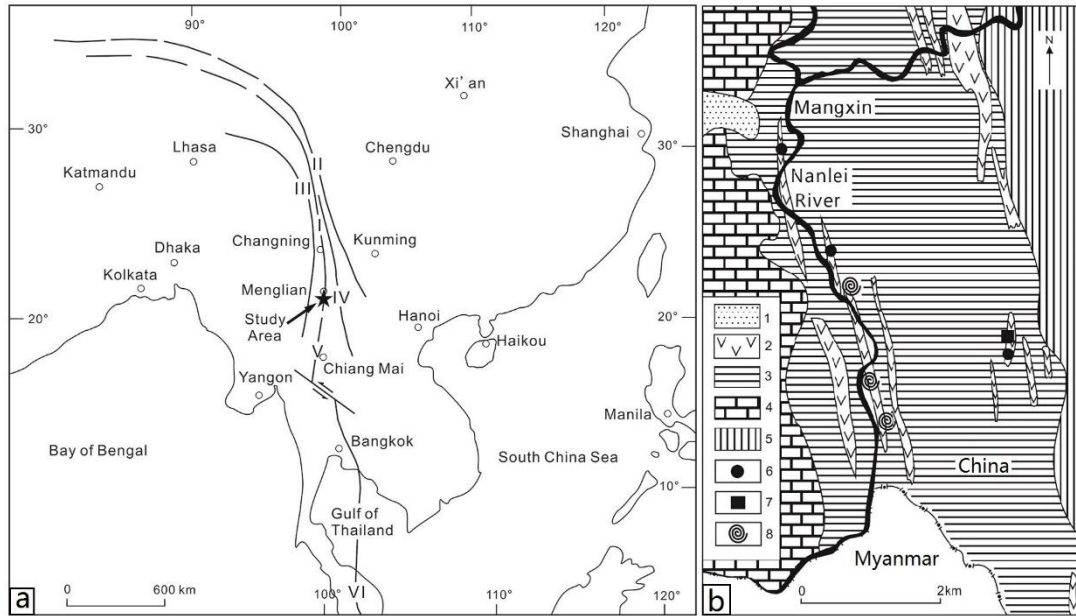 90°
100°
110°
120°
Xi' an
30°
Shanghai
30°
Lhasa
II
Chengdu
Katmandu
III
I
Changning
Kunming
Dhaka
Kolkata
Menglian
IV
20°
Study
Area
Hanoi
20°
Haikou
V
Chiang Mai
Yangon
Manila
Bangkok
Bay of Bengal
South China Sea
10°
10°
Gulf of
Thailand
a
0
600 km
VI
100°
110°
120°
N
Mangxin
Nanlei
River
1
2
3
4
5
6
7
8
China
Myanmar
b
0
2km